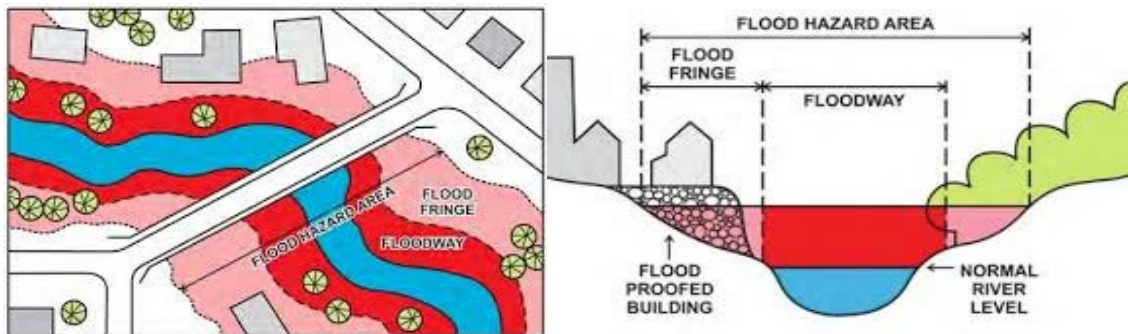 FLOOD HAZARD AREA
FLOOD
FRINGE
FLOODWAY
FLOOD HAZARD AREA
FLOOD
FRINGE
FLOODWAY
FLOOD
PROOFED
BUILDING
NORMAL
RIVER
LEVEL